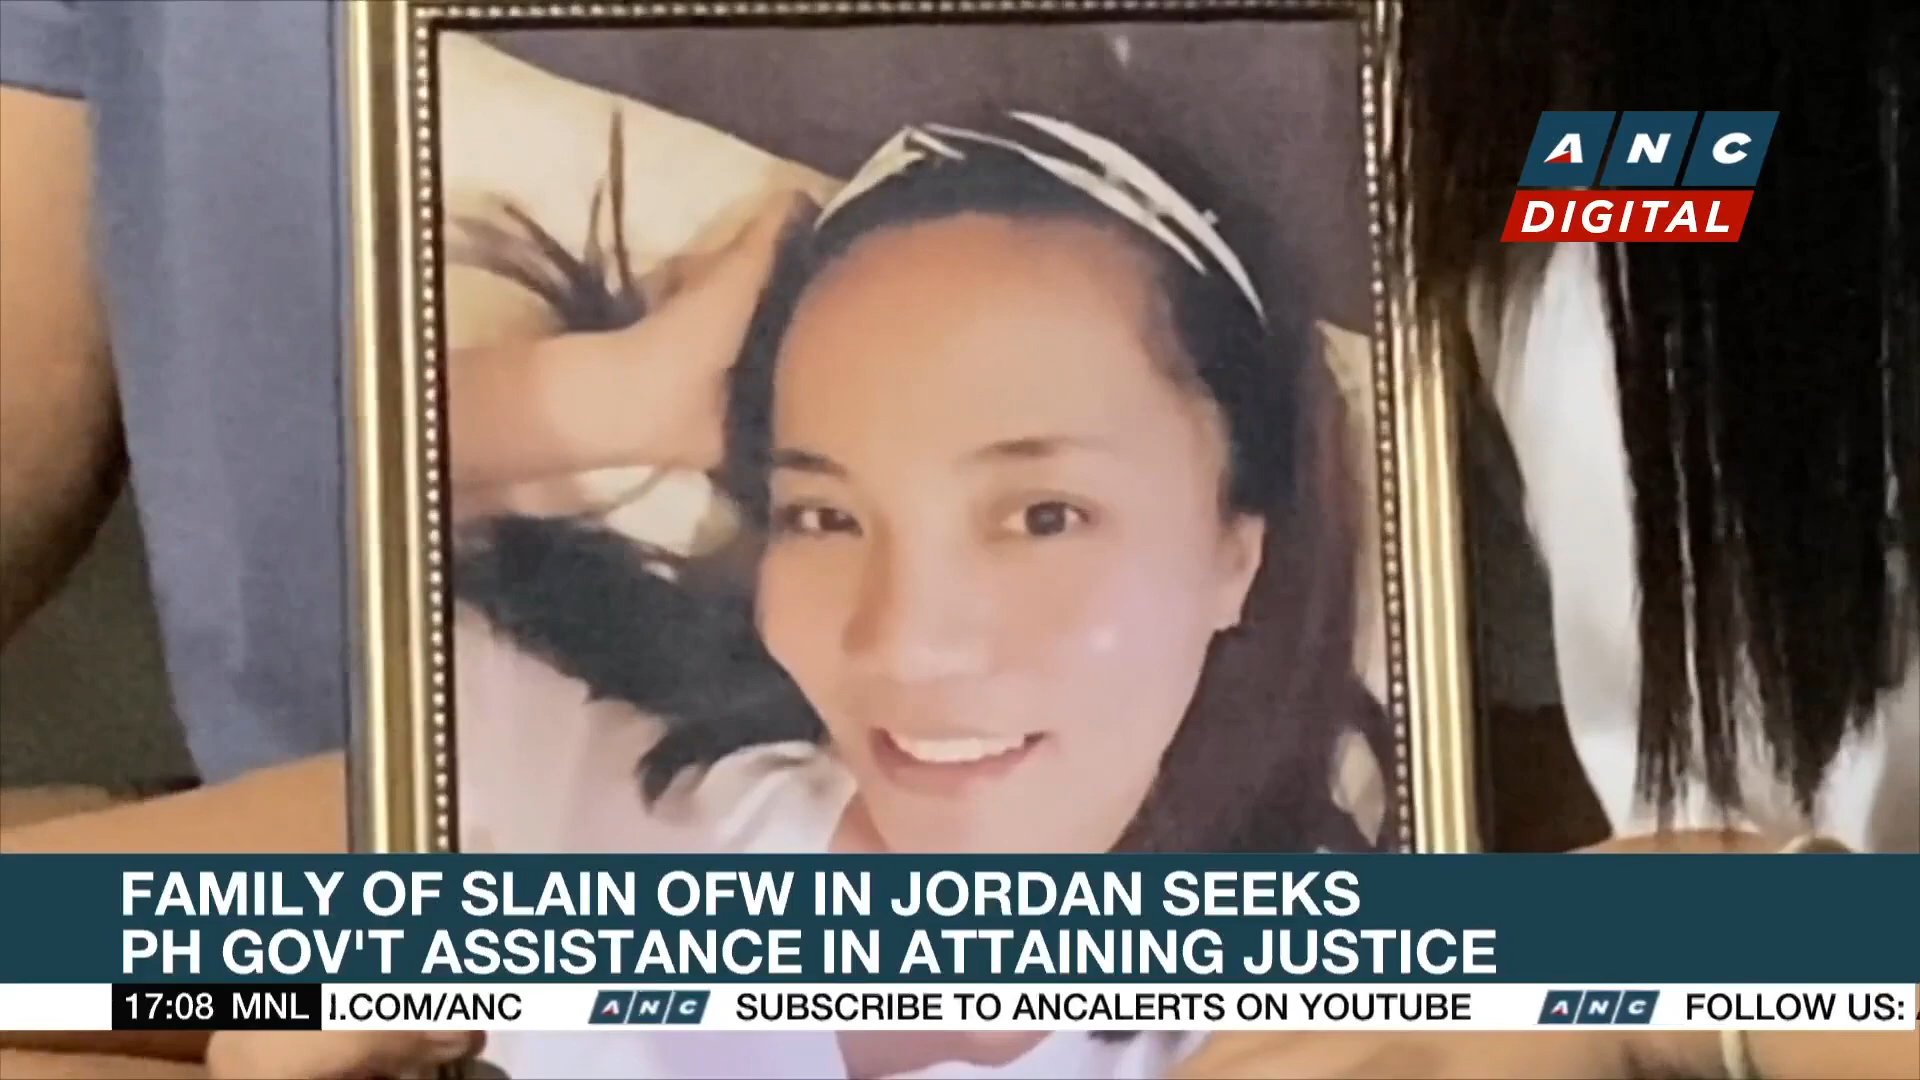 ANC
DIGITAL
FAMILY OF SLAIN OFW IN JORDAN SEEKS
PH GOV'T ASSISTANCE IN ATTAINING JUSTICE
17:08 MNL .COM/ANC ANC SUBSCRIBE TO ANCALERTS ON YOUTUBE ANC FOLLOW US: